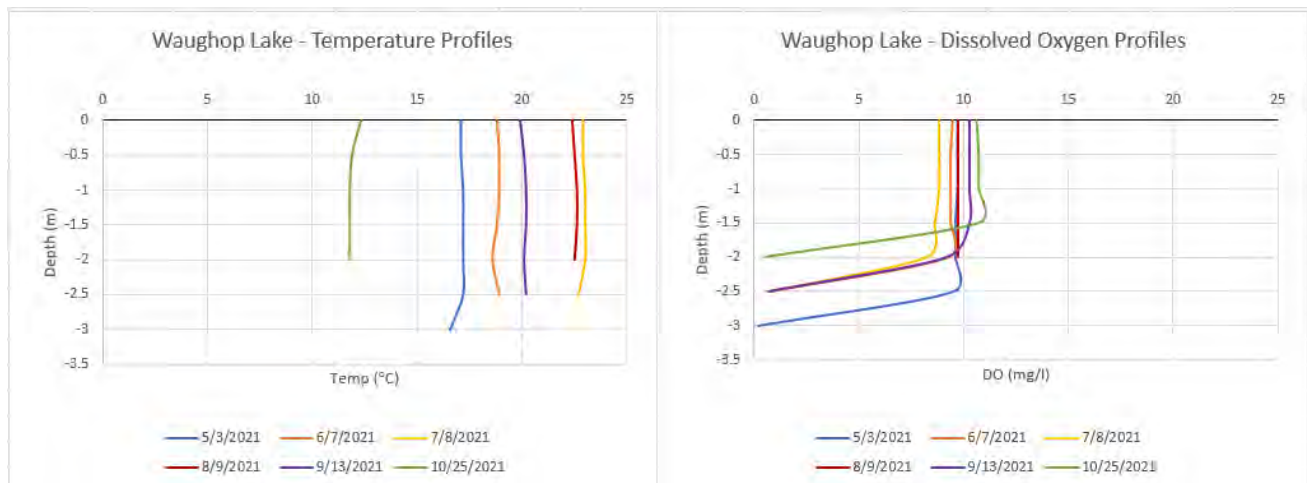 Waughop Lake - Temperature Profiles
0 5 10 15 20 25
0
-0.5
-1
-1.5
-2
-2.5
-3
-3.5
Depth (m)
Temp (°C)
5/3/2021 6/7/2021 7/8/2021
8/9/2021 9/13/2021 10/25/2021
Waughop Lake - Dissolved Oxygen Profiles
0 5 10 15 20 25
0
-0.5
-1
-1.5
-2
-2.5
-3
-3.5
Depth (m)
DO (mg/l)
5/3/2021 6/7/2021 7/8/2021
8/9/2021 9/13/2021 10/25/2021